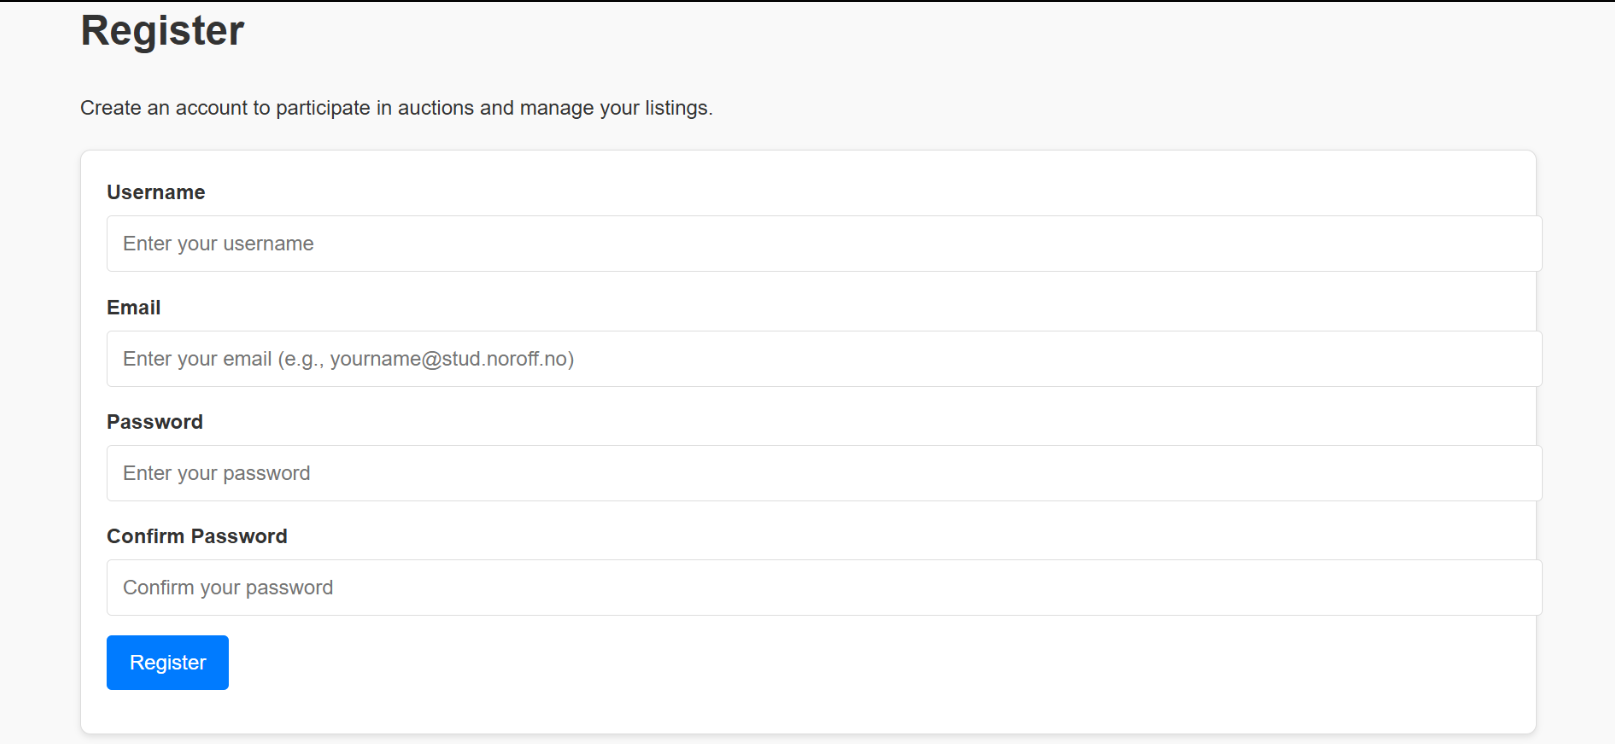 Register
Create an account to participate in auctions and manage your listings.
Username
Enter your username
Email
Enter your email (e.g., yourname@stud.noroff.no)
Password
Enter your password
Confirm Password
Confirm your password
Register